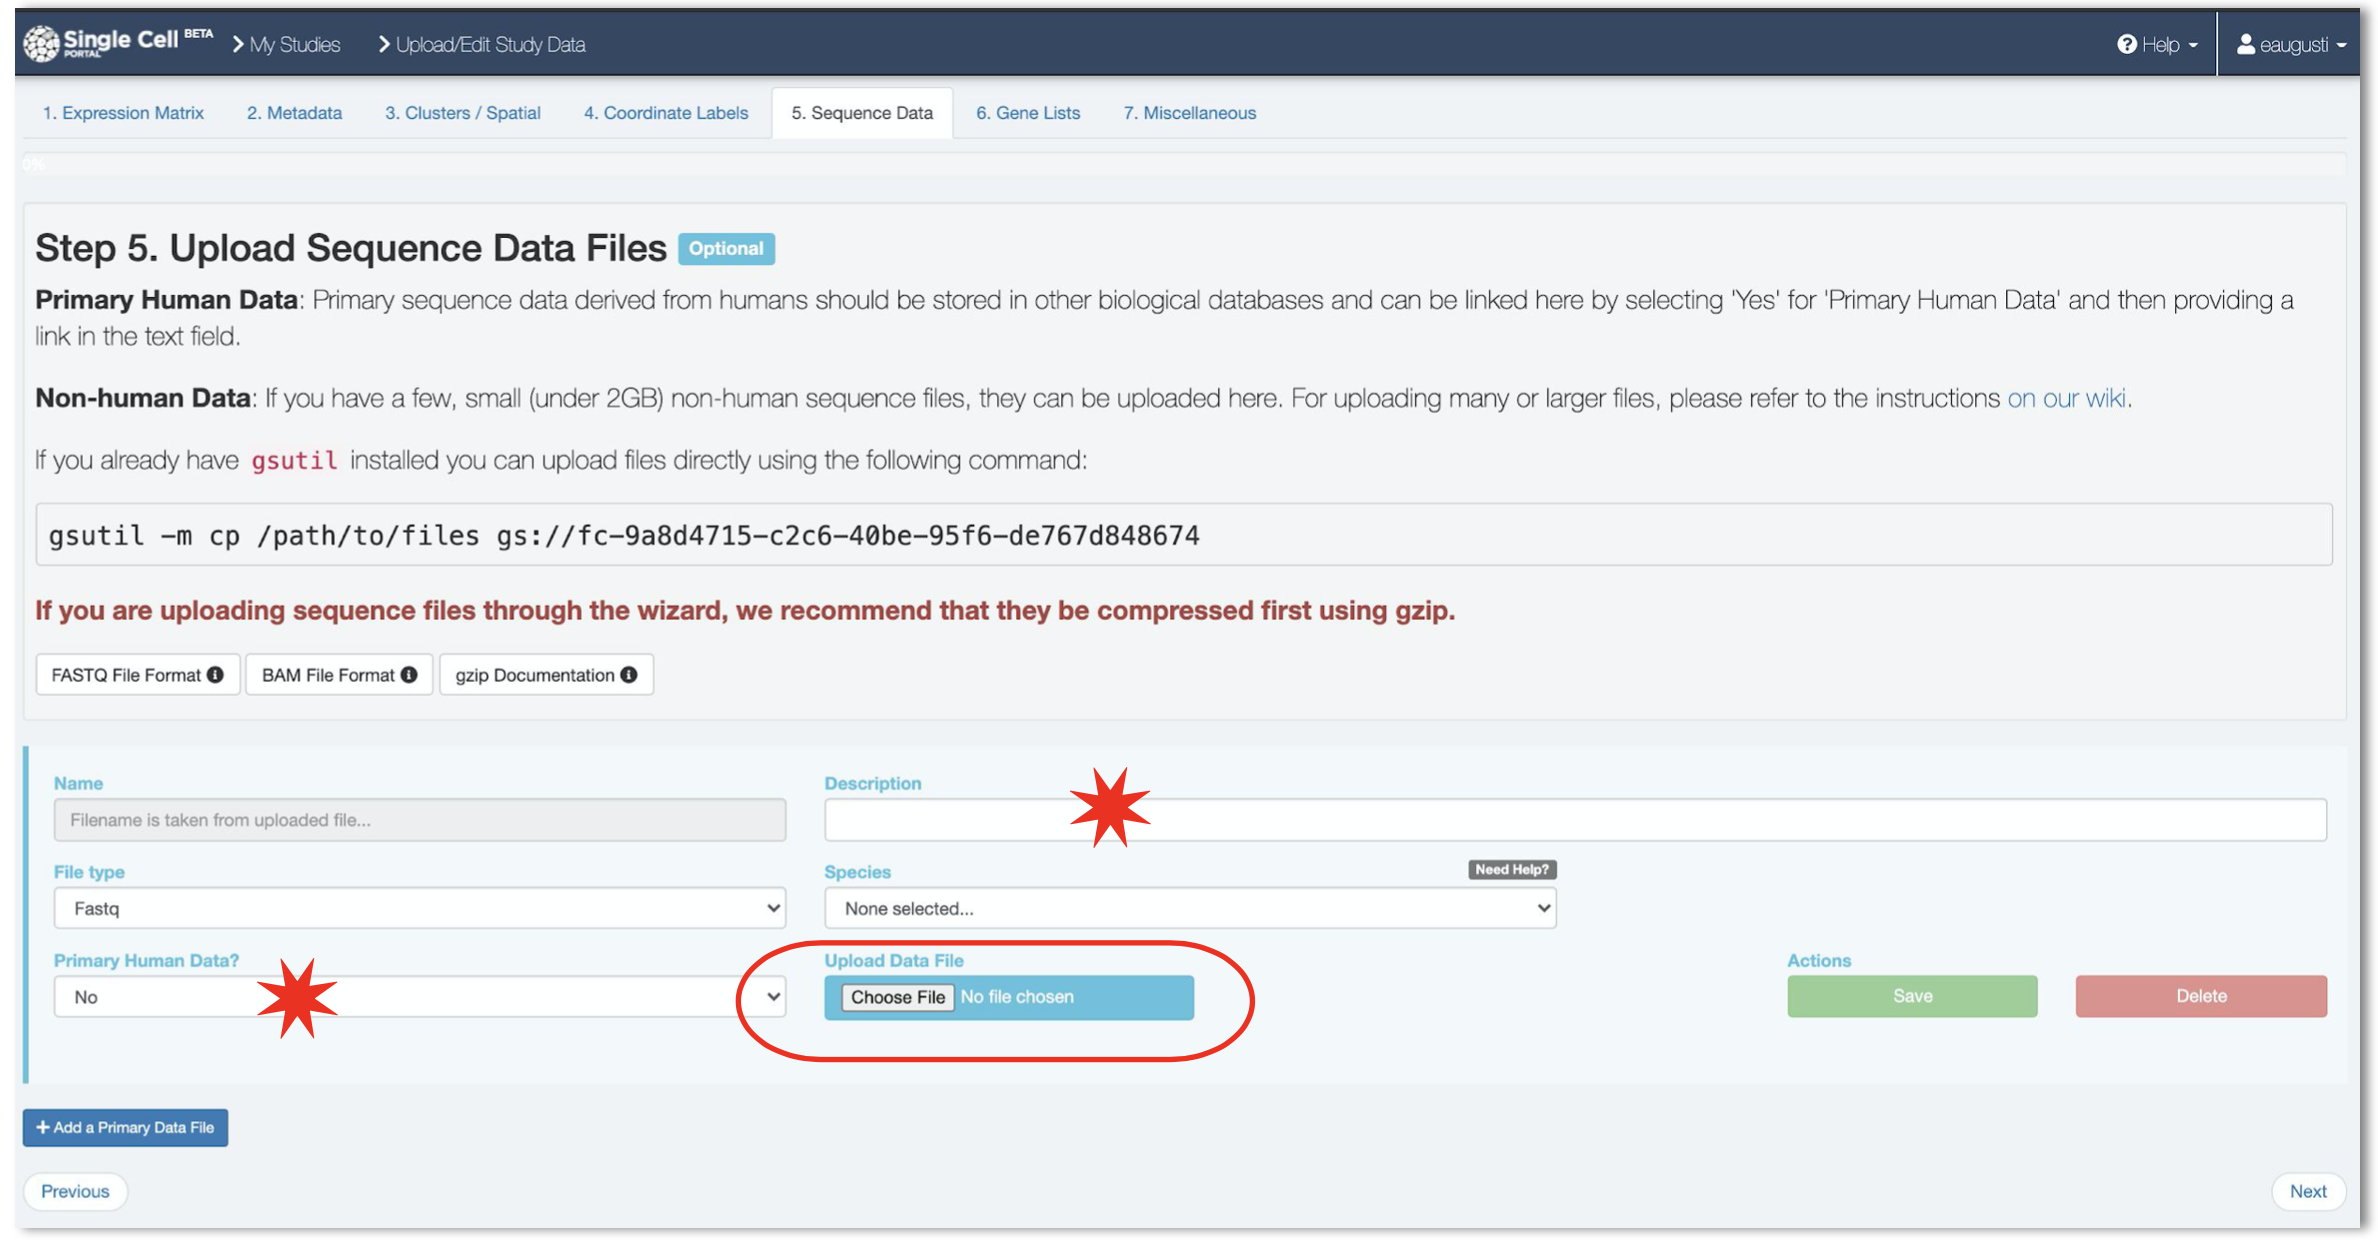 Single Cell BETA
PORTAL
My Studies
Upload/Edit Study Data
Help
eaugusti
1. Expression Matrix
2. Metadata
3. Clusters / Spatial
4. Coordinate Labels
5. Sequence Data
6. Gene Lists
7. Miscellaneous
0%
Step 5. Upload Sequence Data Files Optional
Primary Human Data: Primary sequence data derived from humans should be stored in other biological databases and can be linked here by selecting 'Yes' for 'Primary Human Data' and then providing a
link in the text field.
Non-human Data: If you have a few, small (under 2GB) non-human sequence files, they can be uploaded here. For uploading many or larger files, please refer to the instructions on our wiki.
If you already have gsutil installed you can upload files directly using the following command:
gsutil -m cp /path/to/files gs://fc-9a8d4715-c2c6-40be-95f6-de767d848674
If you are uploading sequence files through the wizard, we recommend that they be compressed first using gzip.
FASTQ File Format
BAM File Format
gzip Documentation
Name
Description
Filename is taken from uploaded file...
File type
Species
Need Help?
Fastq
None selected...
Primary Human Data?
Upload Data File
Actions
No
Choose File No file chosen
Save
Delete
+ Add a Primary Data File
Previous
Next